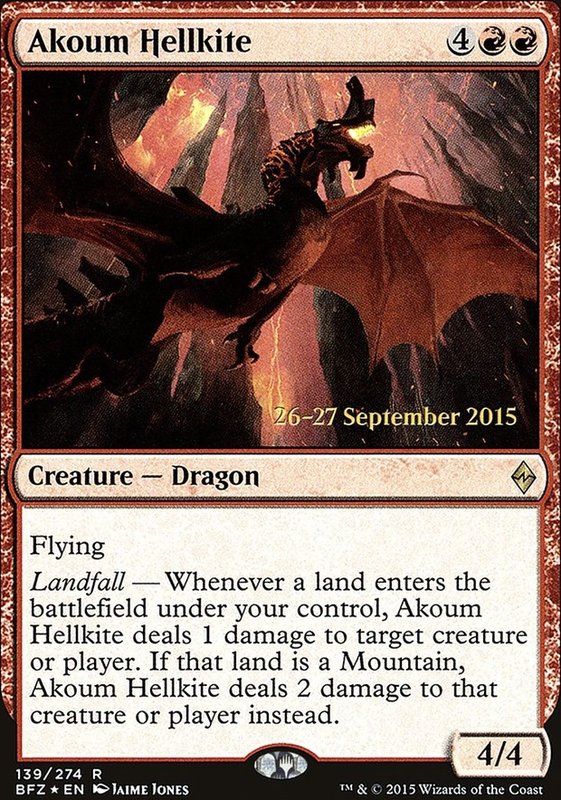 Akoum Hellkite 4
26–27 September 2015
Creature — Dragon
Flying
Landfall — Whenever a land enters the
battlefield under your control, Akoum
Hellkite deals 1 damage to target creature
or player. If that land is a Mountain,
Akoum Hellkite deals 2 damage to that
creature or player instead.
4/4
139/274 R
BFZ ★ EN Jaime Jones
™ & © 2015 Wizards of the Coast